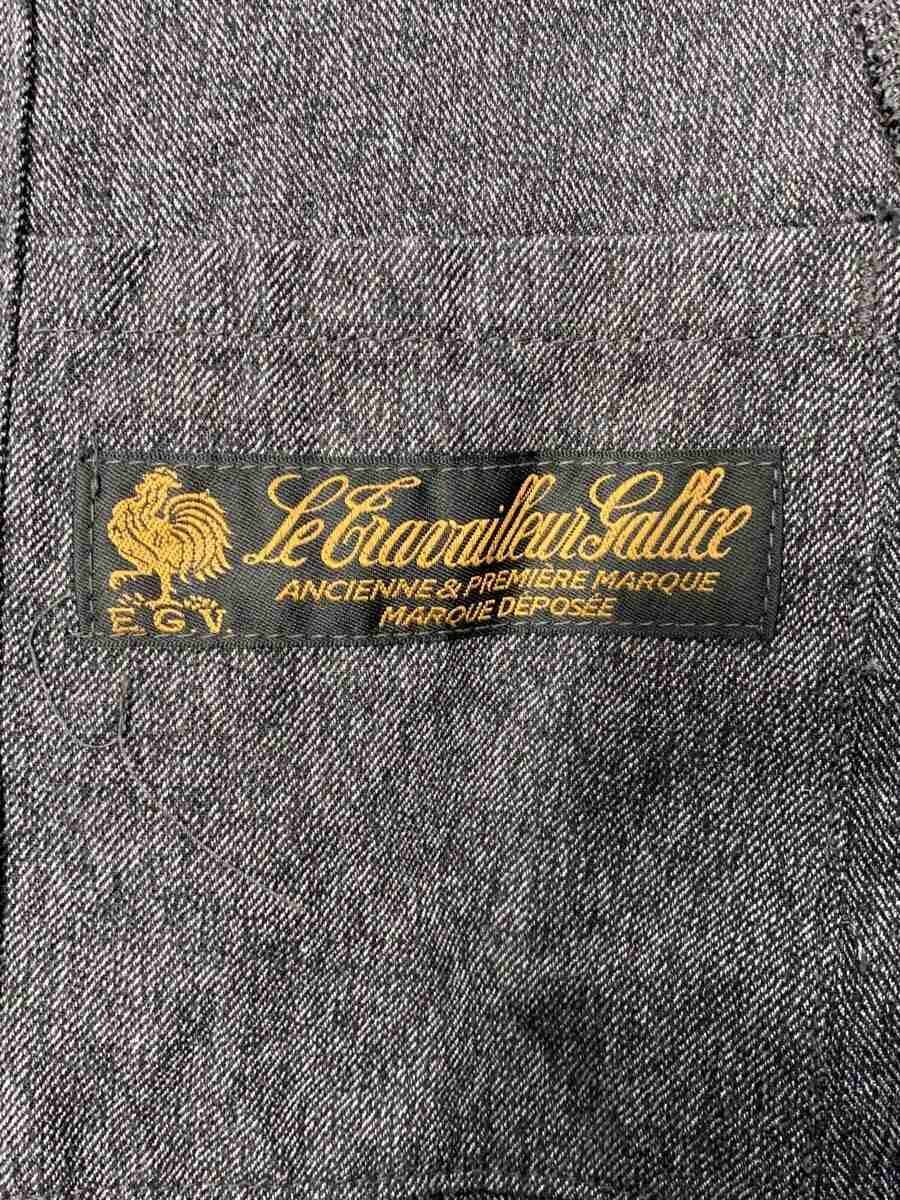 Le Travailleur Gallice
ANCIENNE & PREMIÈRE MARQUE
MARQUE DÉPOSÉE
E.G.V.